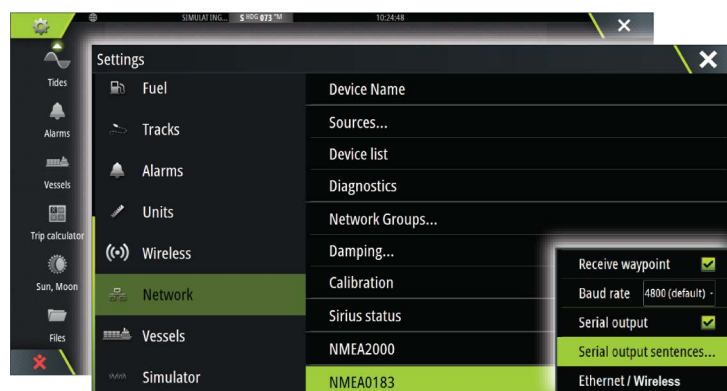 SIMULATING... S HDG 073 °M 10:24:48
Tides
Alarms
Vessels
Trip calculator
Sun, Moon
Files
Settings
Fuel
Tracks
Alarms
Units
Wireless
Network
Vessels
Simulator
Device Name
Sources...
Device list
Diagnostics
Network Groups...
Damping...
Calibration
Sirius status
NMEA2000
NMEA0183
Receive waypoint
Baud rate 4800 (default)
Serial output
Serial output sentences...
Ethernet / Wireless